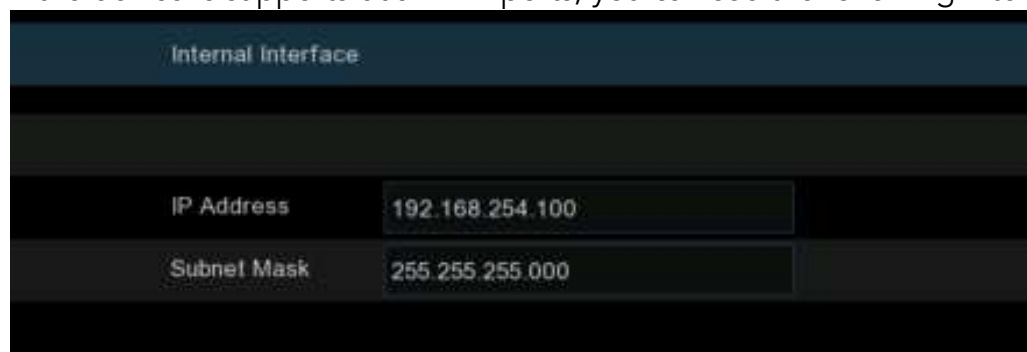 Internal Interface
IP Address 192.168.254.100
Subnet Mask 255.255.255.000